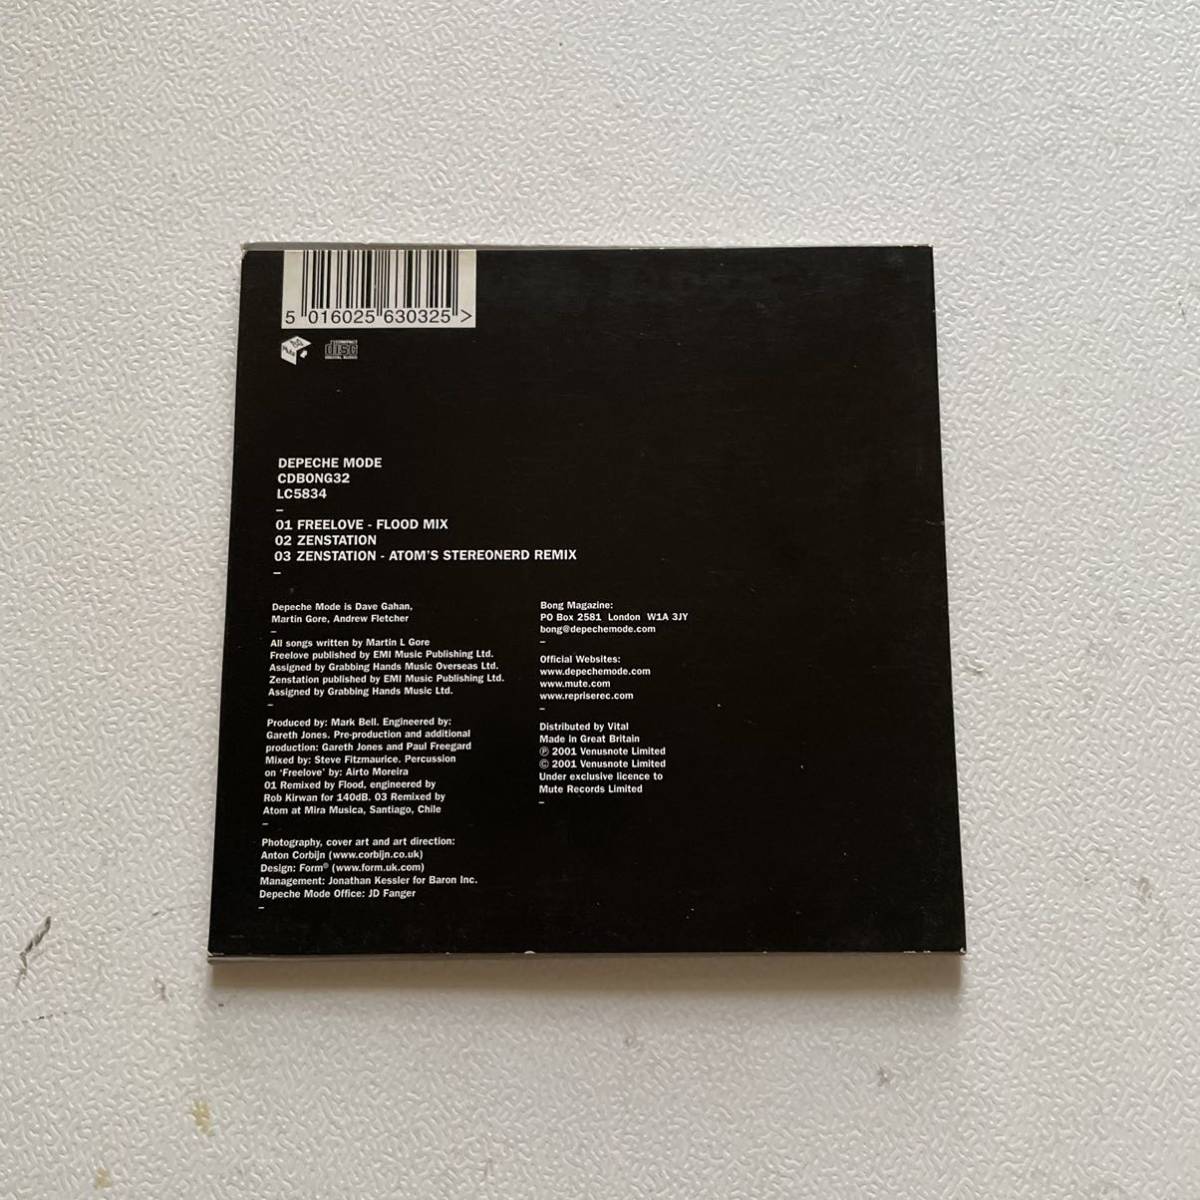 5 016025 630325 >
Mute
COMPACT
disc
DIGITAL AUDIO
DEPECHE MODE
CDBONG32
LC5834
–
01 FREELOVE - FLOOD MIX
02 ZENSTATION
03 ZENSTATION - ATOM'S STEREONERD REMIX
–
Depeche Mode is Dave Gahan,
Martin Gore, Andrew Fletcher
–
All songs written by Martin L Gore
Freelove published by EMI Music Publishing Ltd.
Assigned by Grabbing Hands Music Overseas Ltd.
Zenstation published by EMI Music Publishing Ltd.
Assigned by Grabbing Hands Music Ltd.
–
Produced by: Mark Bell. Engineered by:
Gareth Jones. Pre-production and additional
production: Gareth Jones and Paul Freegard
Mixed by: Steve Fitzmaurice. Percussion
on 'Freelove' by: Airto Moreira
01 Remixed by Flood, engineered by
Rob Kirwan for 140dB. 03 Remixed by
Atom at Mira Musica, Santiago, Chile
–
Photography, cover art and art direction:
Anton Corbijn (www.corbijn.co.uk)
Design: Form® (www.form.uk.com)
Management: Jonathan Kessler for Baron Inc.
Depeche Mode Office: JD Fanger
–
Bong Magazine:
PO Box 2581 London W1A 3JY
bong@depechemode.com
–
Official Websites:
www.depechemode.com
www.mute.com
www.repriserec.com
–
Distributed by Vital
Made in Great Britain
℗ 2001 Venusnote Limited
© 2001 Venusnote Limited
Under exclusive licence to
Mute Records Limited
–